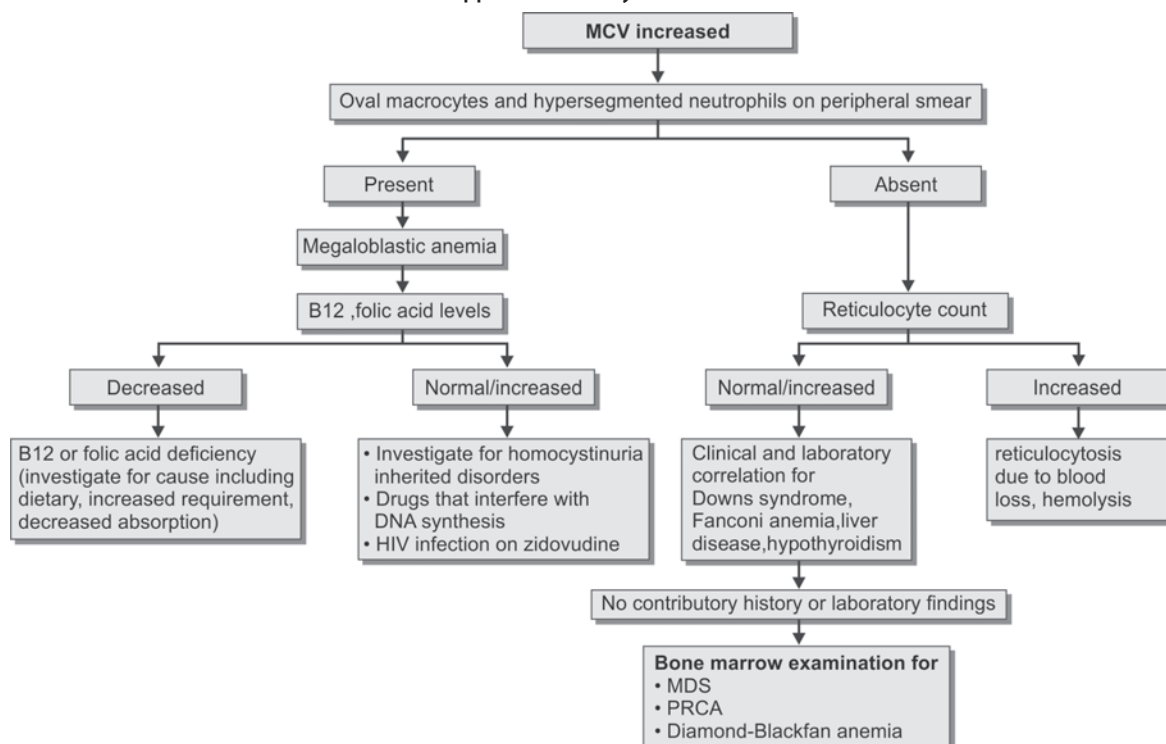 MCV increased
Oval macrocytes and hypersegmented neutrophils on peripheral smear
Present
Absent
Megaloblastic anemia
B12 ,folic acid levels
Reticulocyte count
Decreased
Normal/increased
Normal/increased
Increased
B12 or folic acid deficiency
(investigate for cause including
dietary, increased requirement,
decreased absorption)
• Investigate for homocystinuria
inherited disorders
• Drugs that interfere with
DNA synthesis
• HIV infection on zidovudine
Clinical and laboratory
correlation for
Downs syndrome,
Fanconi anemia,liver
disease,hypothyroidism
reticulocytosis
due to blood
loss, hemolysis
No contributory history or laboratory findings
Bone marrow examination for
• MDS
• PRCA
• Diamond-Blackfan anemia